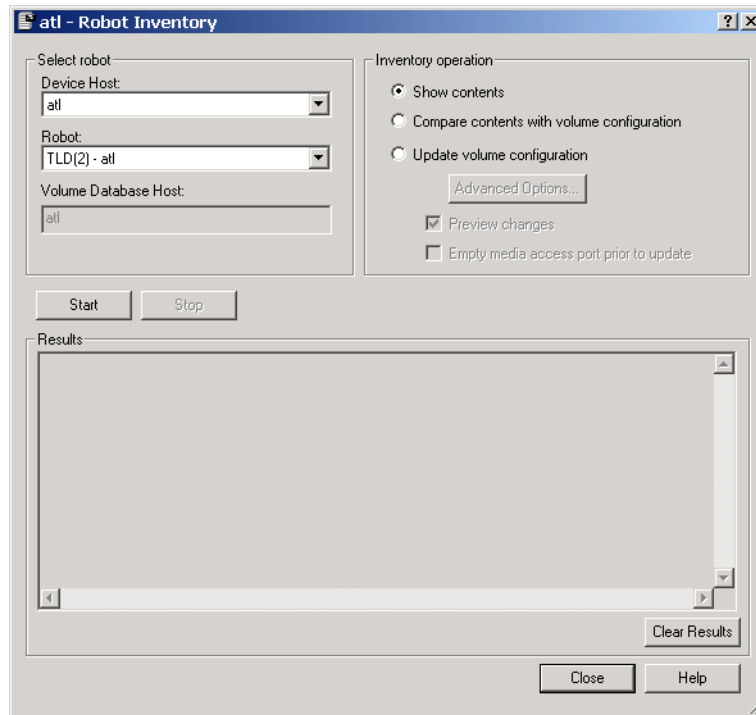 atl - Robot Inventory
Select robot
Device Host:
atl
Robot:
TLD(2) - atl
Volume Database Host:
atl
Inventory operation
Show contents
Compare contents with volume configuration
Update volume configuration
Advanced Options...
Preview changes
Empty media access port prior to update
Start
Stop
Results
Clear Results
Close
Help